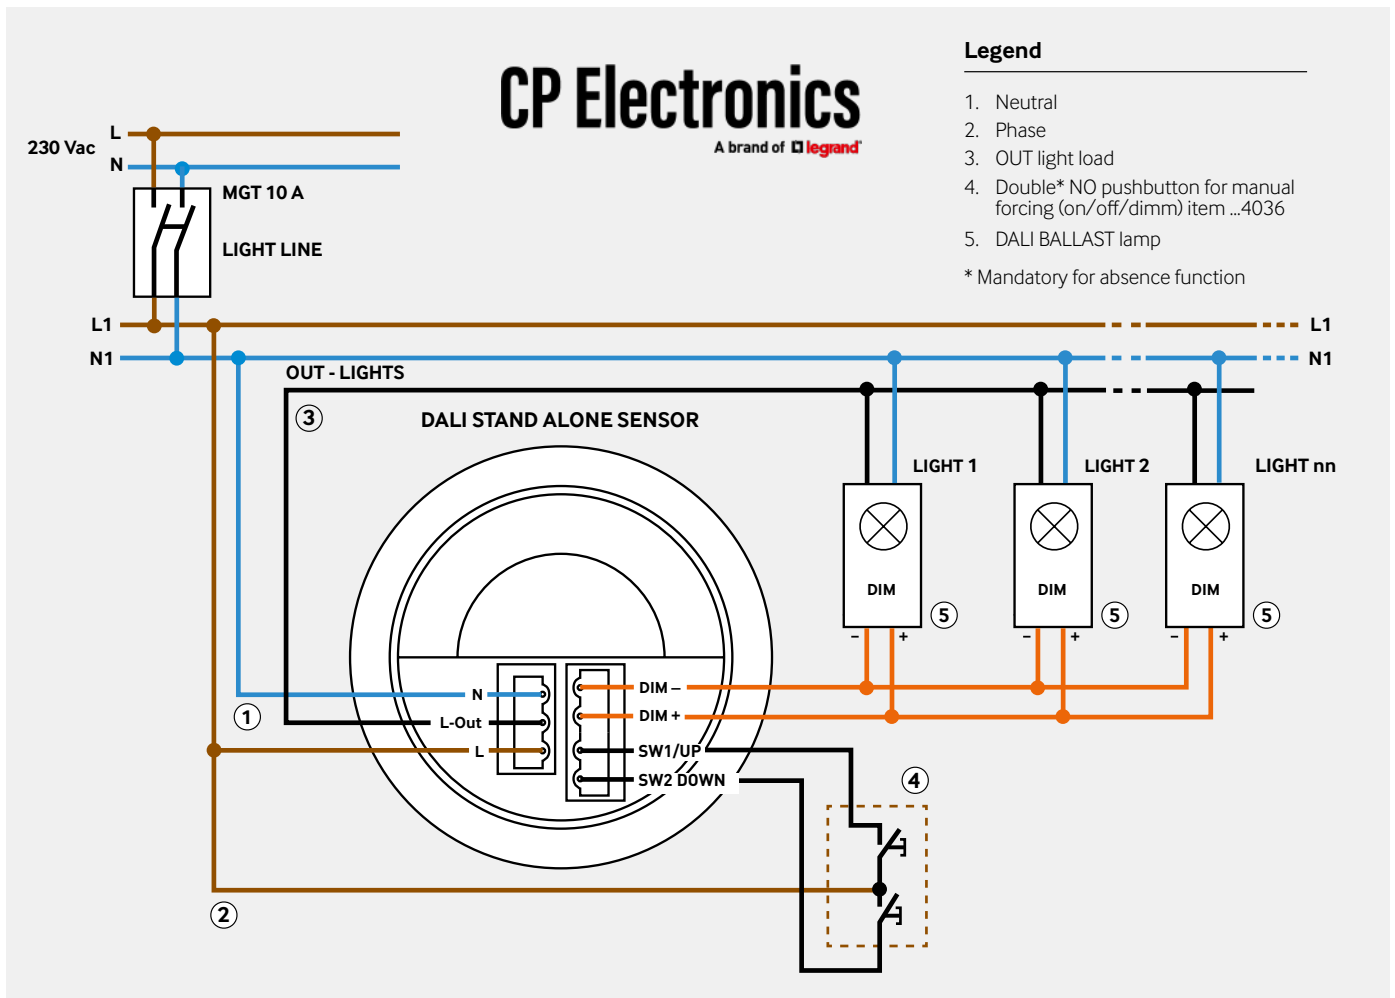 CP Electronics
A brand of legrand
Legend
1. Neutral
2. Phase
3. OUT light load
4. Double* NO pushbutton for manual
forcing (on/off/dimm) item ...4036
5. DALI BALLAST lamp
* Mandatory for absence function
230 Vac
L
N
MGT 10 A
LIGHT LINE
L1
L1
N1
N1
OUT - LIGHTS
3
DALI STAND ALONE SENSOR
LIGHT 1
LIGHT 2
LIGHT nn
DIM
DIM
DIM
5
5
5
– +
– +
– +
N
L-Out
L
DIM –
DIM +
SW1/UP
SW2 DOWN
1
4
2